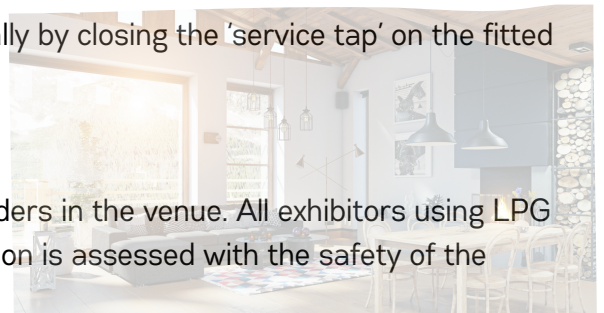 lly by closing the ‘service tap’ on the fitted
ders in the venue. All exhibitors using LPG
on is assessed with the safety of the